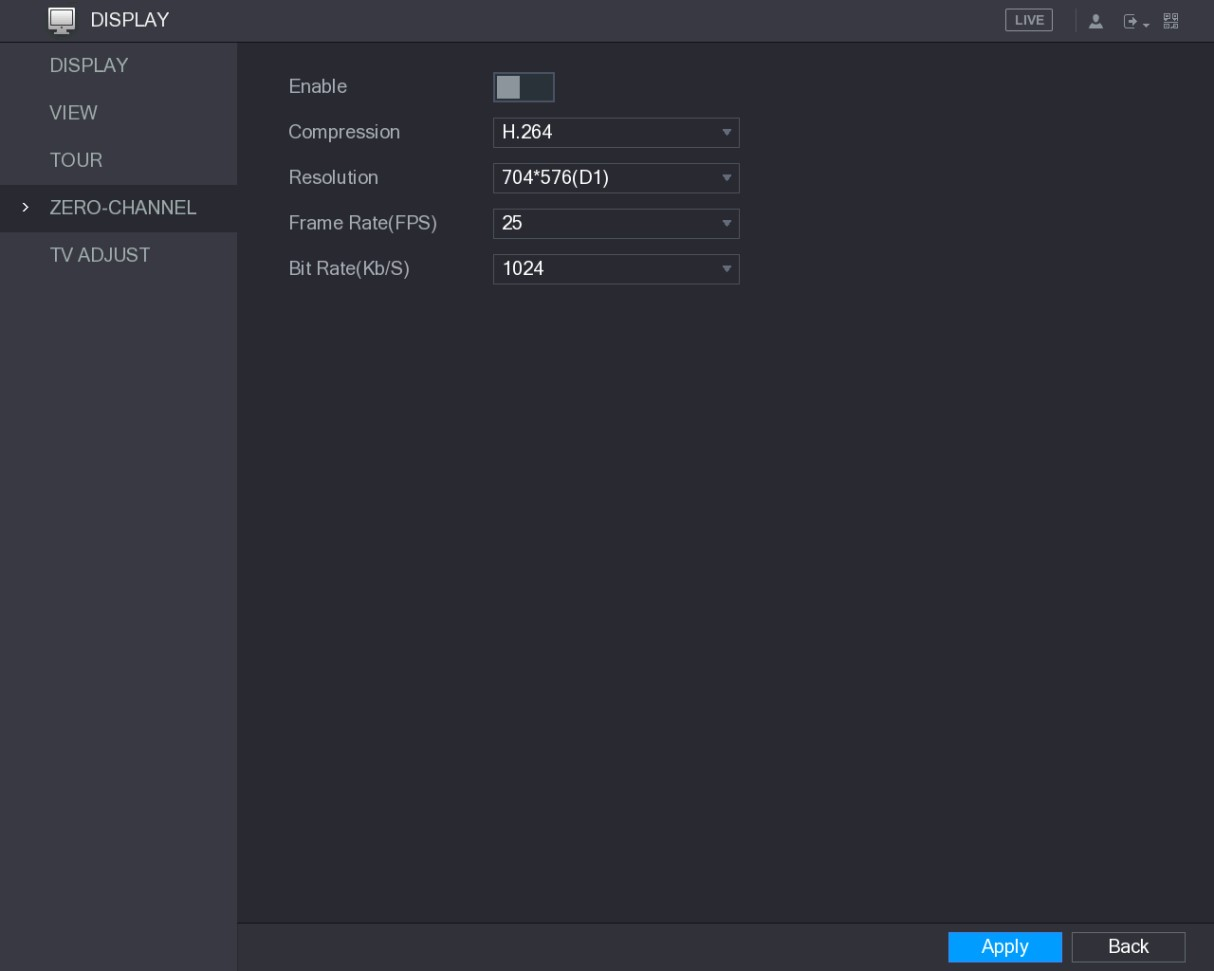 DISPLAY
LIVE
DISPLAY
VIEW
TOUR
> ZERO-CHANNEL
TV ADJUST
Enable
Compression H.264
Resolution 704*576(D1)
Frame Rate(FPS) 25
Bit Rate(Kb/S) 1024
Apply Back